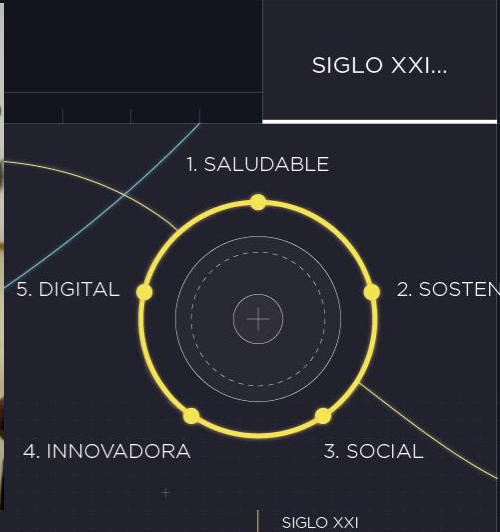 SIGLO XXI...
1. SALUDABLE
5. DIGITAL
2. SOSTEN
4. INNOVADORA
3. SOCIAL
SIGLO XXI